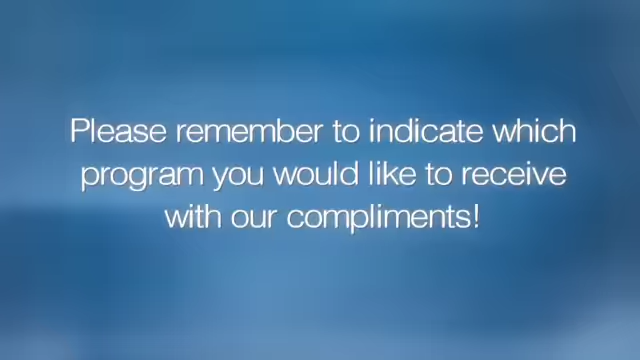 Please remember to indicate which
program you would like to receive
with our compliments!